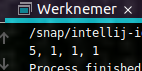 Werknemer ×
/snap/intellij-i
5, 1, 1, 1
Process finished